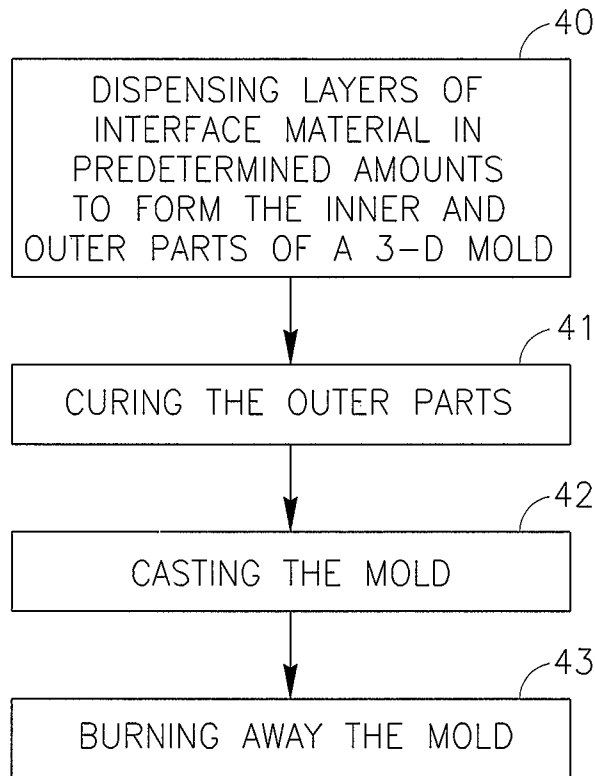 40
DISPENSING LAYERS OF
INTERFACE MATERIAL IN
PREDETERMINED AMOUNTS
TO FORM THE INNER AND
OUTER PARTS OF A 3-D MOLD
41
CURING THE OUTER PARTS
42
CASTING THE MOLD
43
BURNING AWAY THE MOLD